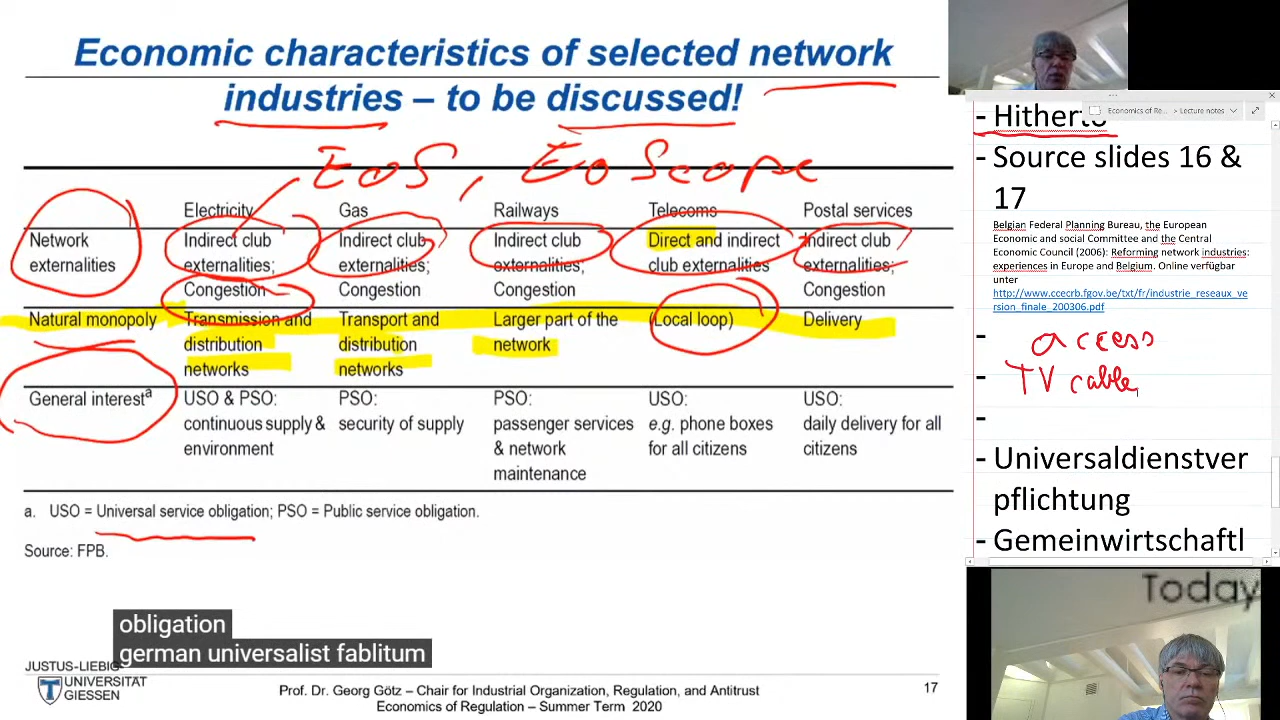 Economic characteristics of selected network
industries – to be discussed!
EoS, EoScope
Electricity Gas Railways Telecoms Postal services
Network externalities
Indirect club externalities; Congestion
Indirect club externalities; Congestion
Indirect club externalities; Congestion
Direct and indirect club externalities
Indirect club externalities; Congestion
Natural monopoly
Transmission and distribution networks
Transport and distribution networks
Larger part of the network
(Local loop)
Delivery
General interestᵃ
USO & PSO: continuous supply & environment
PSO: security of supply
PSO: passenger services & network maintenance
USO: e.g. phone boxes for all citizens
USO: daily delivery for all citizens
a. USO = Universal service obligation; PSO = Public service obligation.
Source: FPB.
obligation
german universalist fablitum
JUSTUS-LIEBIG-
UNIVERSITAT
GIESSEN
Prof. Dr. Georg Götz – Chair for Industrial Organization, Regulation, and Antitrust
Economics of Regulation – Summer Term 2020
17
Economics of Re... > Lecture notes
- Hitherto
- Source slides 16 &
17
Belgian Federal Planning Bureau, the European
Economic and social Committee and the Central
Economic Council (2006): Reforming network industries:
experiences in Europe and Belgium. Online verfügbar
unter
http://www.ccecrb.fgov.be/txt/fr/industrie_reseaux_ve
rsion_finale_200306.pdf
- access
- TV cable,
-
- Universaldienstver
pflichtung
- Gemeinwirtschaftl
Today